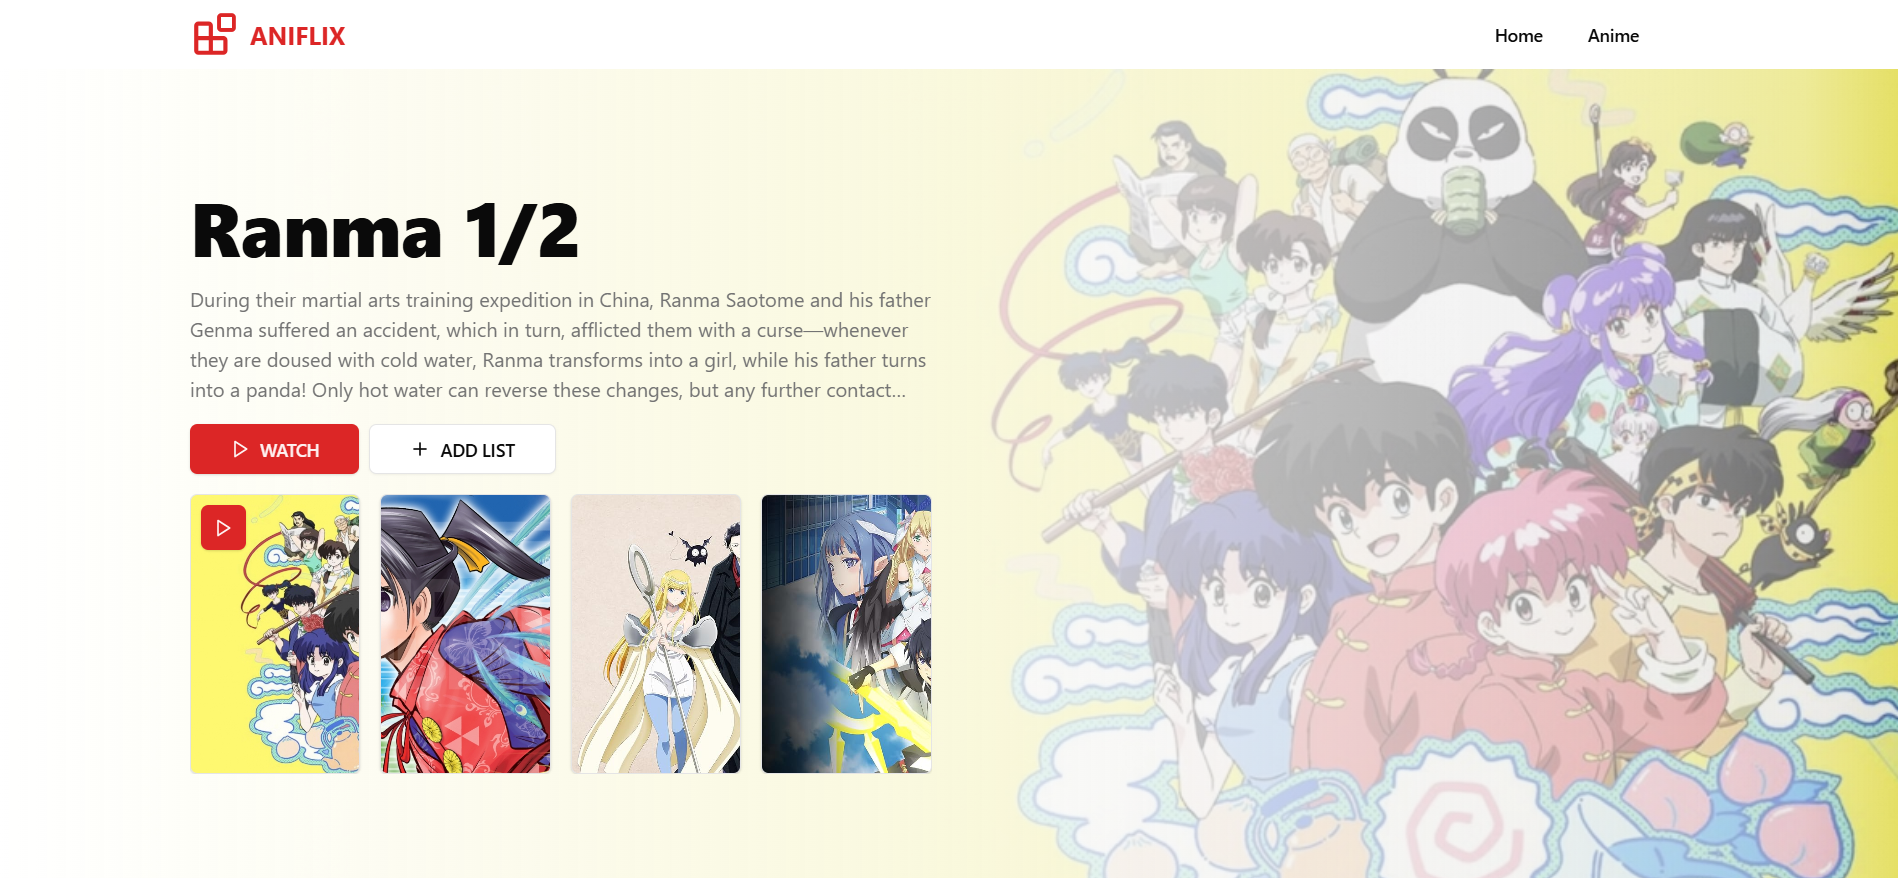 ANIFLIX
Home
Anime
Ranma 1/2
During their martial arts training expedition in China, Ranma Saotome and his father
Genma suffered an accident, which in turn, afflicted them with a curse—whenever
they are doused with cold water, Ranma transforms into a girl, while his father turns
into a panda! Only hot water can reverse these changes, but any further contact...
WATCH
ADD LIST